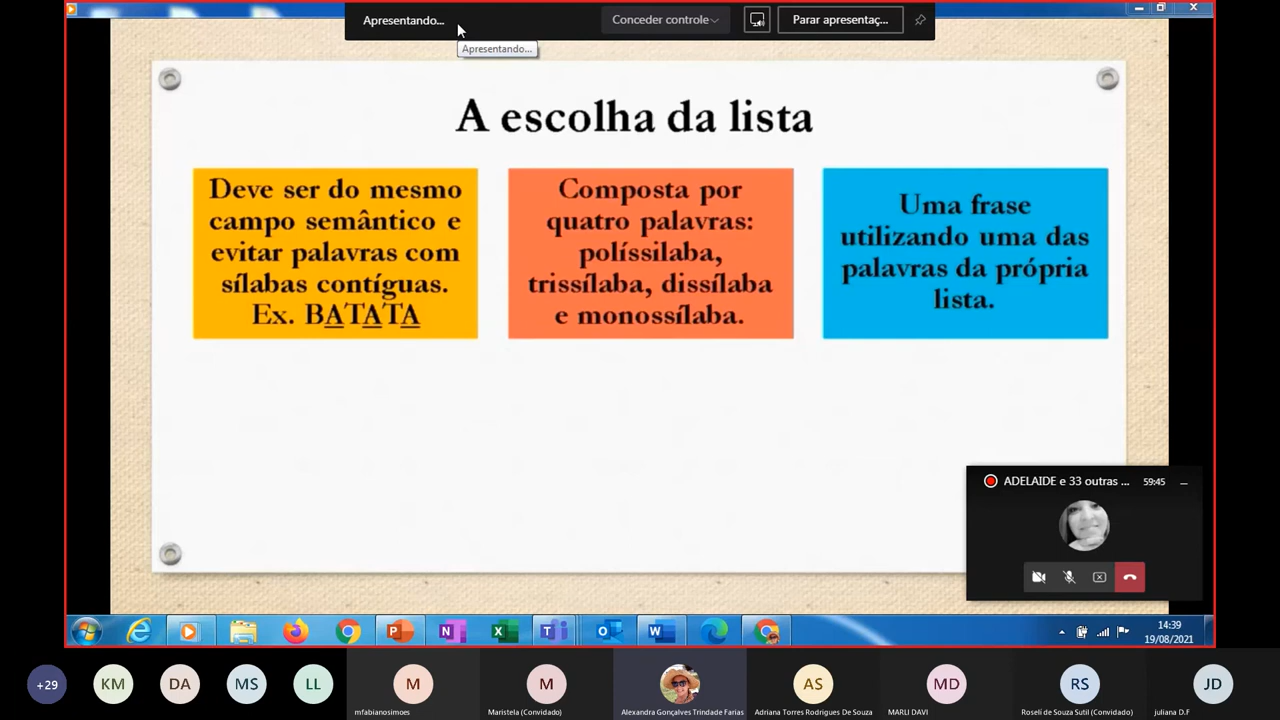 Apresentando...
Conceder controle
Parar apresentaç...
Apresentando...
A escolha da lista
Deve ser do mesmo
campo semântico e
evitar palavras com
sílabas contíguas.
Ex. BATATA
Composta por
quatro palavras:
políssilaba,
trissílaba, dissílaba
e monossílaba.
Uma frase
utilizando uma das
palavras da própria
lista.
ADELAIDE e 33 outras ...
59:45
14:39
19/08/2021
+29
KM
DA
MS
LL
M
mfabianosimoes
M
Maristela (Convidado)
Alexandra Gonçalves Trindade Farias
AS
Adriana Torres Rodrigues De Souza
MD
MARLI DAVI
RS
Roseli de Souza Sutil (Convidado)
JD
juliana D.F